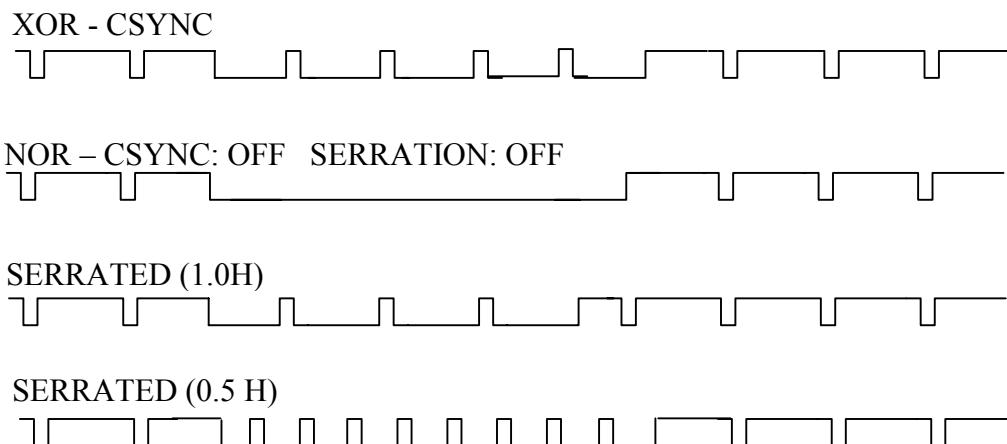 XOR - CSYNC
NOR – CSYNC: OFF   SERRATION: OFF
SERRATED (1.0H)
SERRATED (0.5 H)